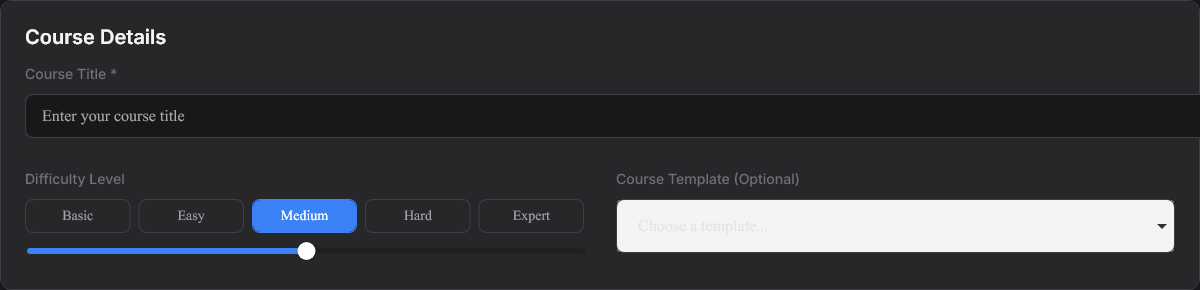 Course Details
Course Title *
Enter your course title
Difficulty Level
Basic Easy Medium Hard Expert
Course Template (Optional)
Choose a template...